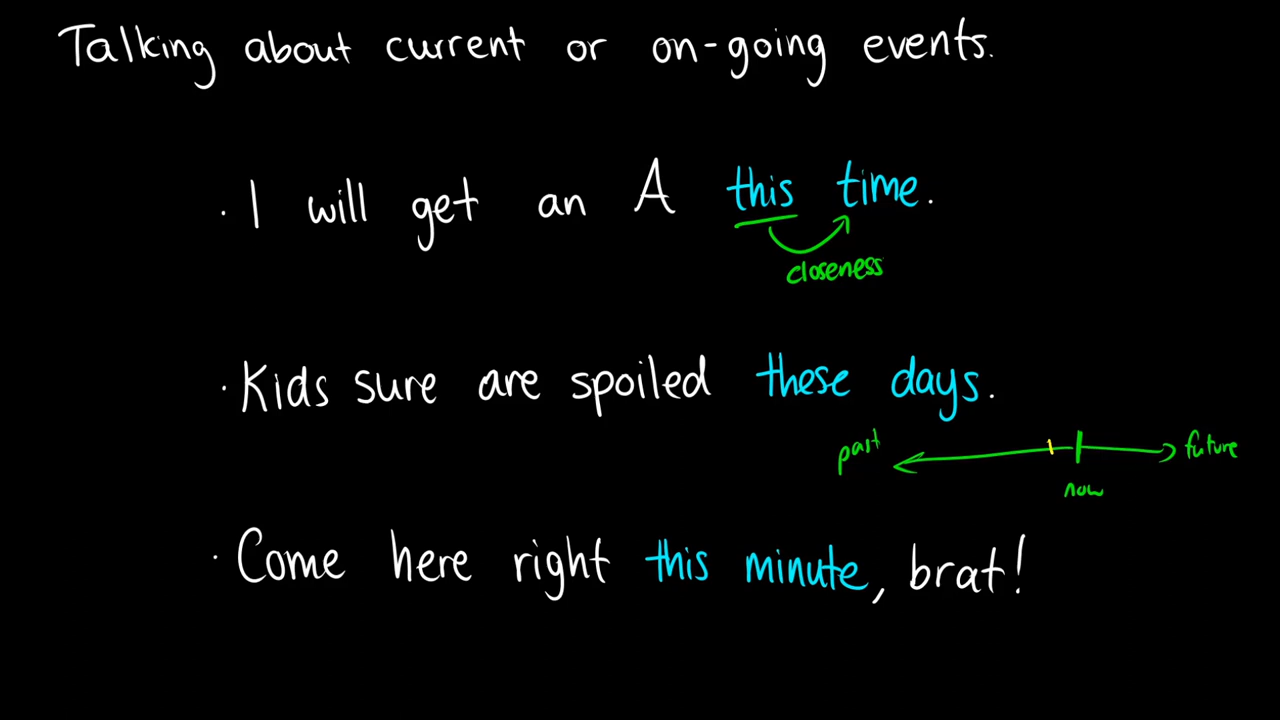 Talking about current or on-going events.
· I will get an A this time.
closeness
· Kids sure are spoiled these days.
past
future
now
· Come here right this minute, brat!